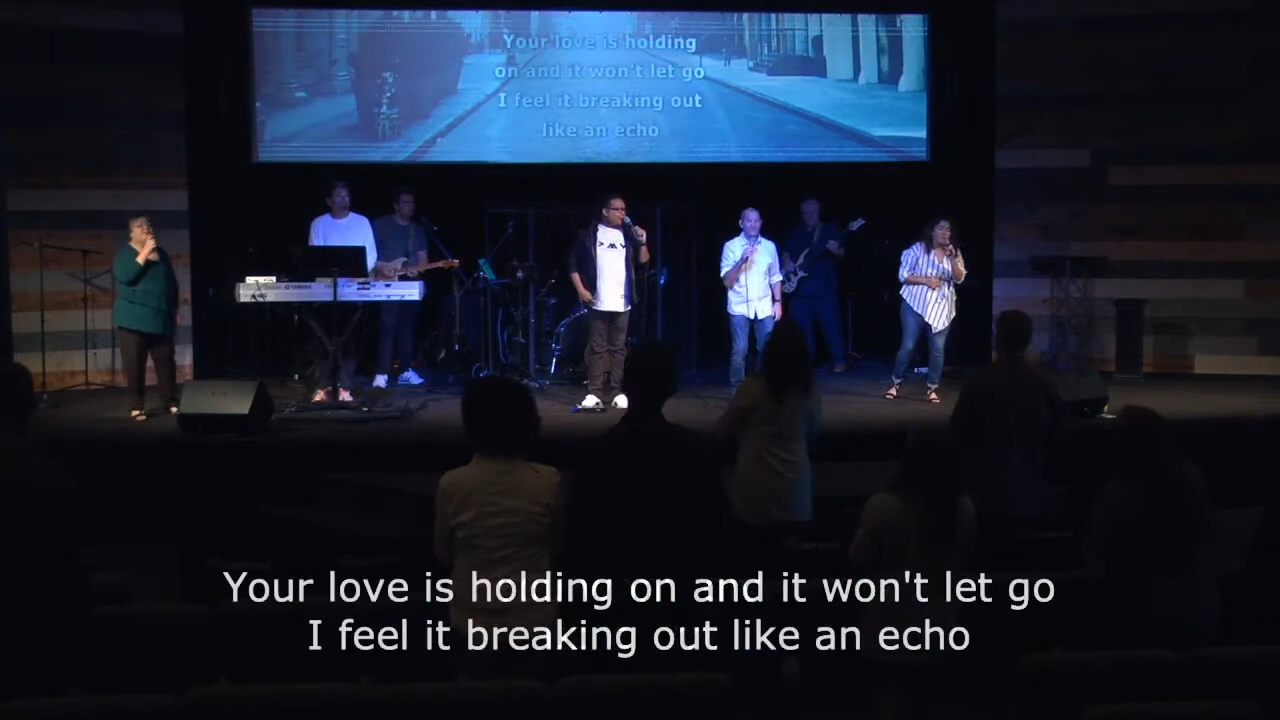 Your love is holding
on and it won't let go
I feel it breaking out
like an echo
YAMAHA
Your love is holding on and it won't let go
I feel it breaking out like an echo